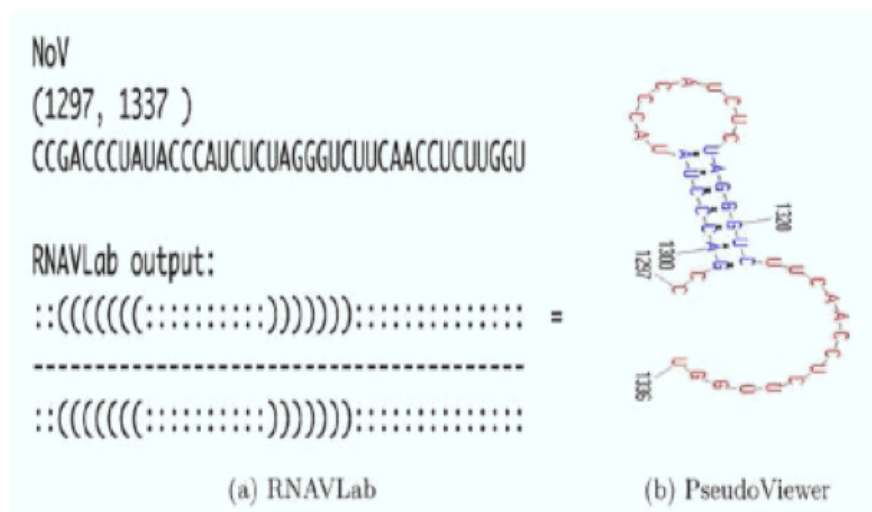 NoV
(1297, 1337 )
CCGACCCUAUACCCAUCUCUAGGGUCUUCAACCUCUUGGU
RNAVLab output:
::(((((((::::::::::)))))))::::::::::::::
----------------------------------------
::(((((((::::::::::)))))))::::::::::::::
=
1320
1300
1297
1336
(a) RNAVLab
(b) PseudoViewer